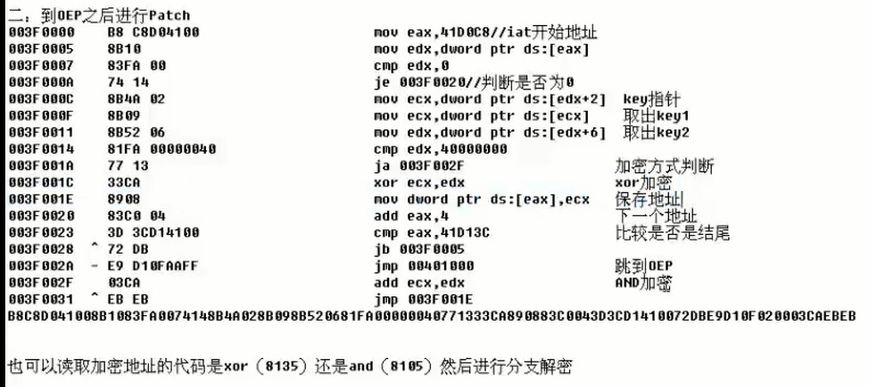 二：到OEP之后进行Patch
003F0000 B8 C8D04100 mov eax,41D0C8//iat开始地址
003F0005 8B10 mov edx,dword ptr ds:[eax]
003F0007 83FA 00 cmp edx,0
003F000A 74 14 je 003F0020//判断是否为0
003F000C 8B4A 02 mov ecx,dword ptr ds:[edx+2] key指针
003F000F 8B09 mov ecx,dword ptr ds:[ecx] 取出key1
003F0011 8B52 06 mov edx,dword ptr ds:[edx+6] 取出key2
003F0014 81FA 00000040 cmp edx,40000000
003F001A 77 13 ja 003F002F 加密方式判断
003F001C 33CA xor ecx,edx xor加密
003F001E 8908 mov dword ptr ds:[eax],ecx 保存地址
003F0020 83C0 04 add eax,4 下一个地址
003F0023 3D 3CD14100 cmp eax,41D13C 比较是否是结尾
003F0028 ^ 72 DB jb 003F0005
003F002A - E9 D10FAAFF jmp 00401000 跳到OEP
003F002F 03CA add ecx,edx AND加密
003F0031 ^ EB EB jmp 003F001E
B8C8D041008B1083FA0074148B4A028B098B520681FA00000040771333CA890883C0043D3CD1410072DBE9D10F020003CAEBEB
也可以读取加密地址的代码是xor（8135）还是and（8105）然后进行分支解密